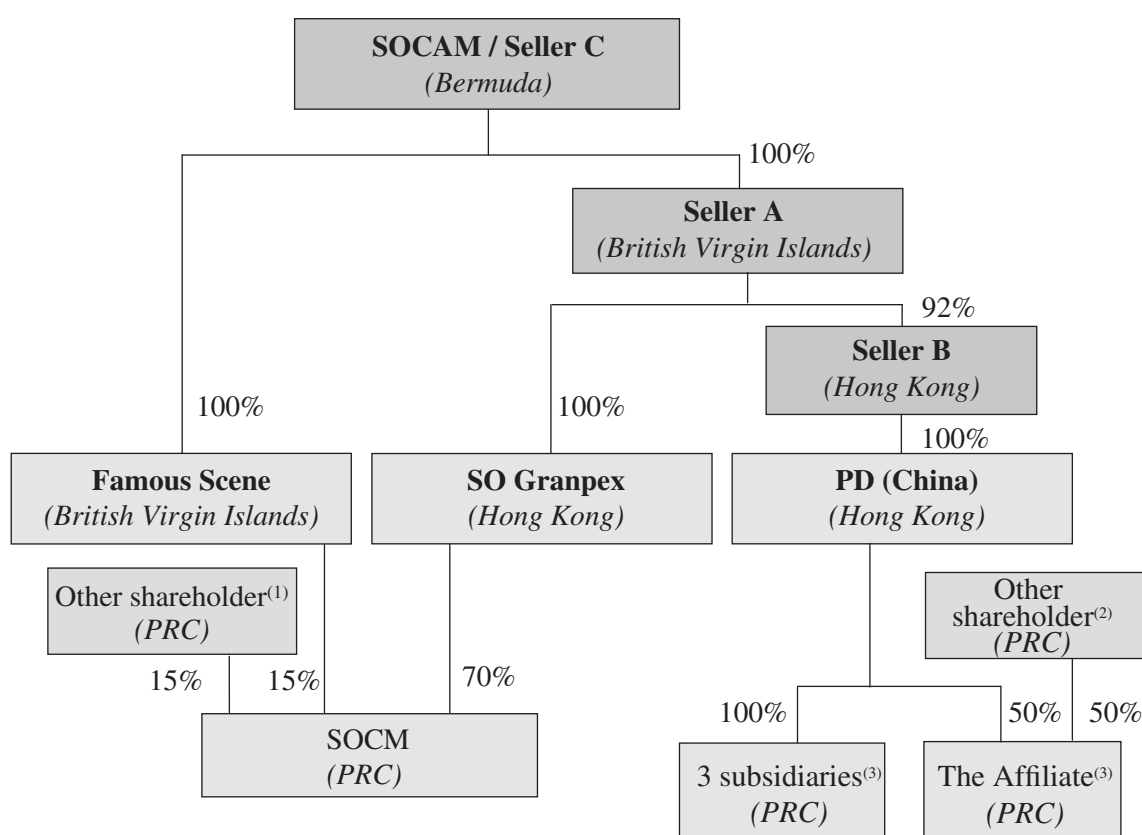 SOCAM / Seller C
(Bermuda)
100%
Seller A
(British Virgin Islands)
92%
Seller B
(Hong Kong)
100%
100%
100%
Famous Scene
(British Virgin Islands)
SO Granpex
(Hong Kong)
PD (China)
(Hong Kong)
Other shareholder(1)
(PRC)
Other
shareholder(2)
(PRC)
15%
15%
70%
100%
50%
50%
SOCM
(PRC)
3 subsidiaries(3)
(PRC)
The Affiliate(3)
(PRC)